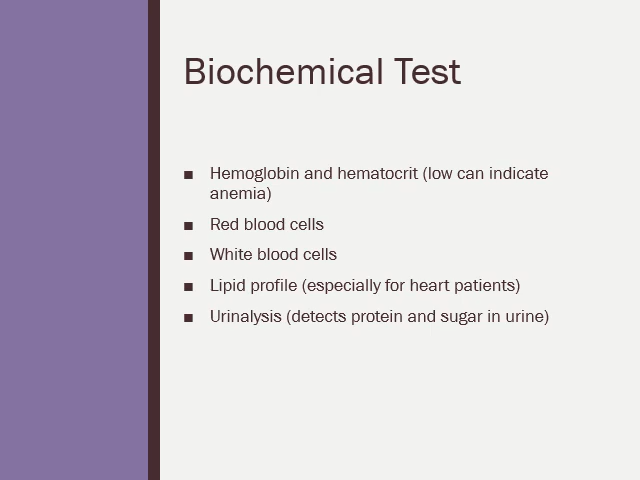 Biochemical Test
■ Hemoglobin and hematocrit (low can indicate
anemia)
■ Red blood cells
■ White blood cells
■ Lipid profile (especially for heart patients)
■ Urinalysis (detects protein and sugar in urine)